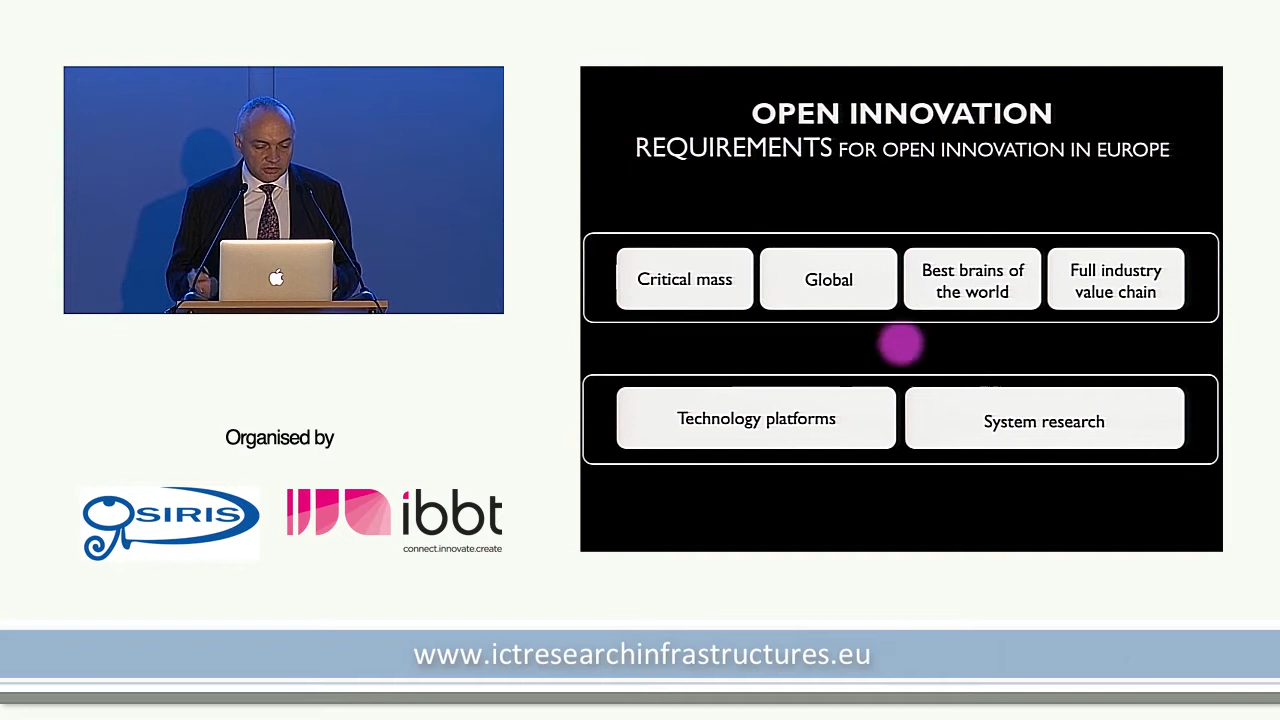 OPEN INNOVATION
REQUIREMENTS FOR OPEN INNOVATION IN EUROPE
Critical mass
Global
Best brains of
the world
Full industry
value chain
Technology platforms
System research
Organised by
OSIRIS
ibbt
connect.innovate.create
www.ictresearchinfrastructures.eu